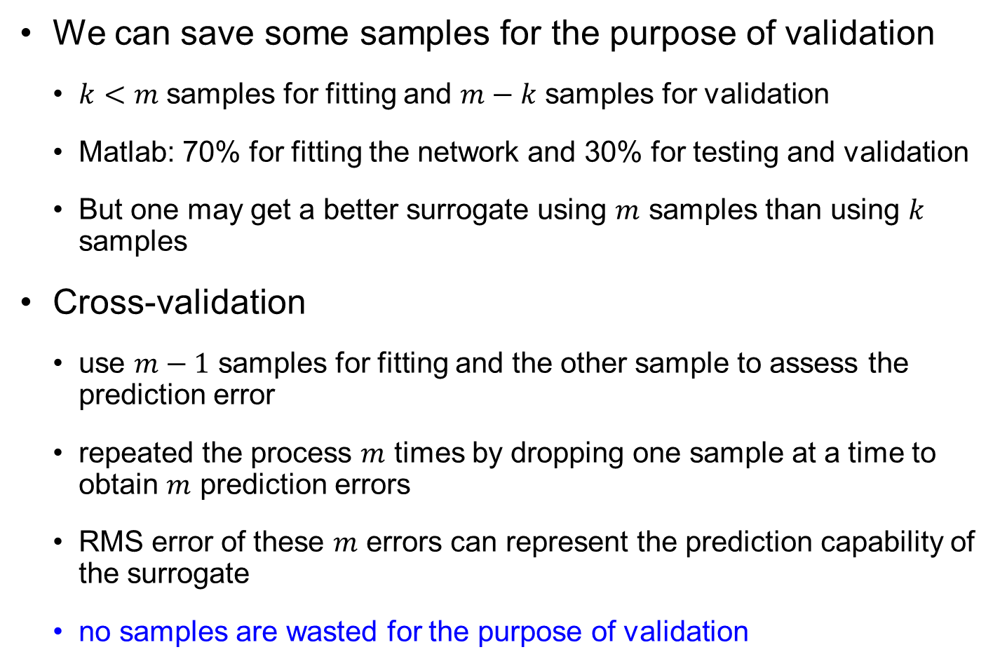 • We can save some samples for the purpose of validation
• k < m samples for fitting and m − k samples for validation
• Matlab: 70% for fitting the network and 30% for testing and validation
• But one may get a better surrogate using m samples than using k
samples
• Cross-validation
• use m − 1 samples for fitting and the other sample to assess the
prediction error
• repeated the process m times by dropping one sample at a time to
obtain m prediction errors
• RMS error of these m errors can represent the prediction capability of
the surrogate
• no samples are wasted for the purpose of validation